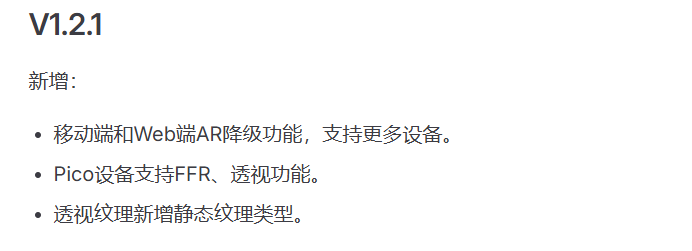 V1.2.1
新增：
• 移动端和Web端AR降级功能，支持更多设备。
• Pico设备支持FFR、透视功能。
• 透视纹理新增静态纹理类型。